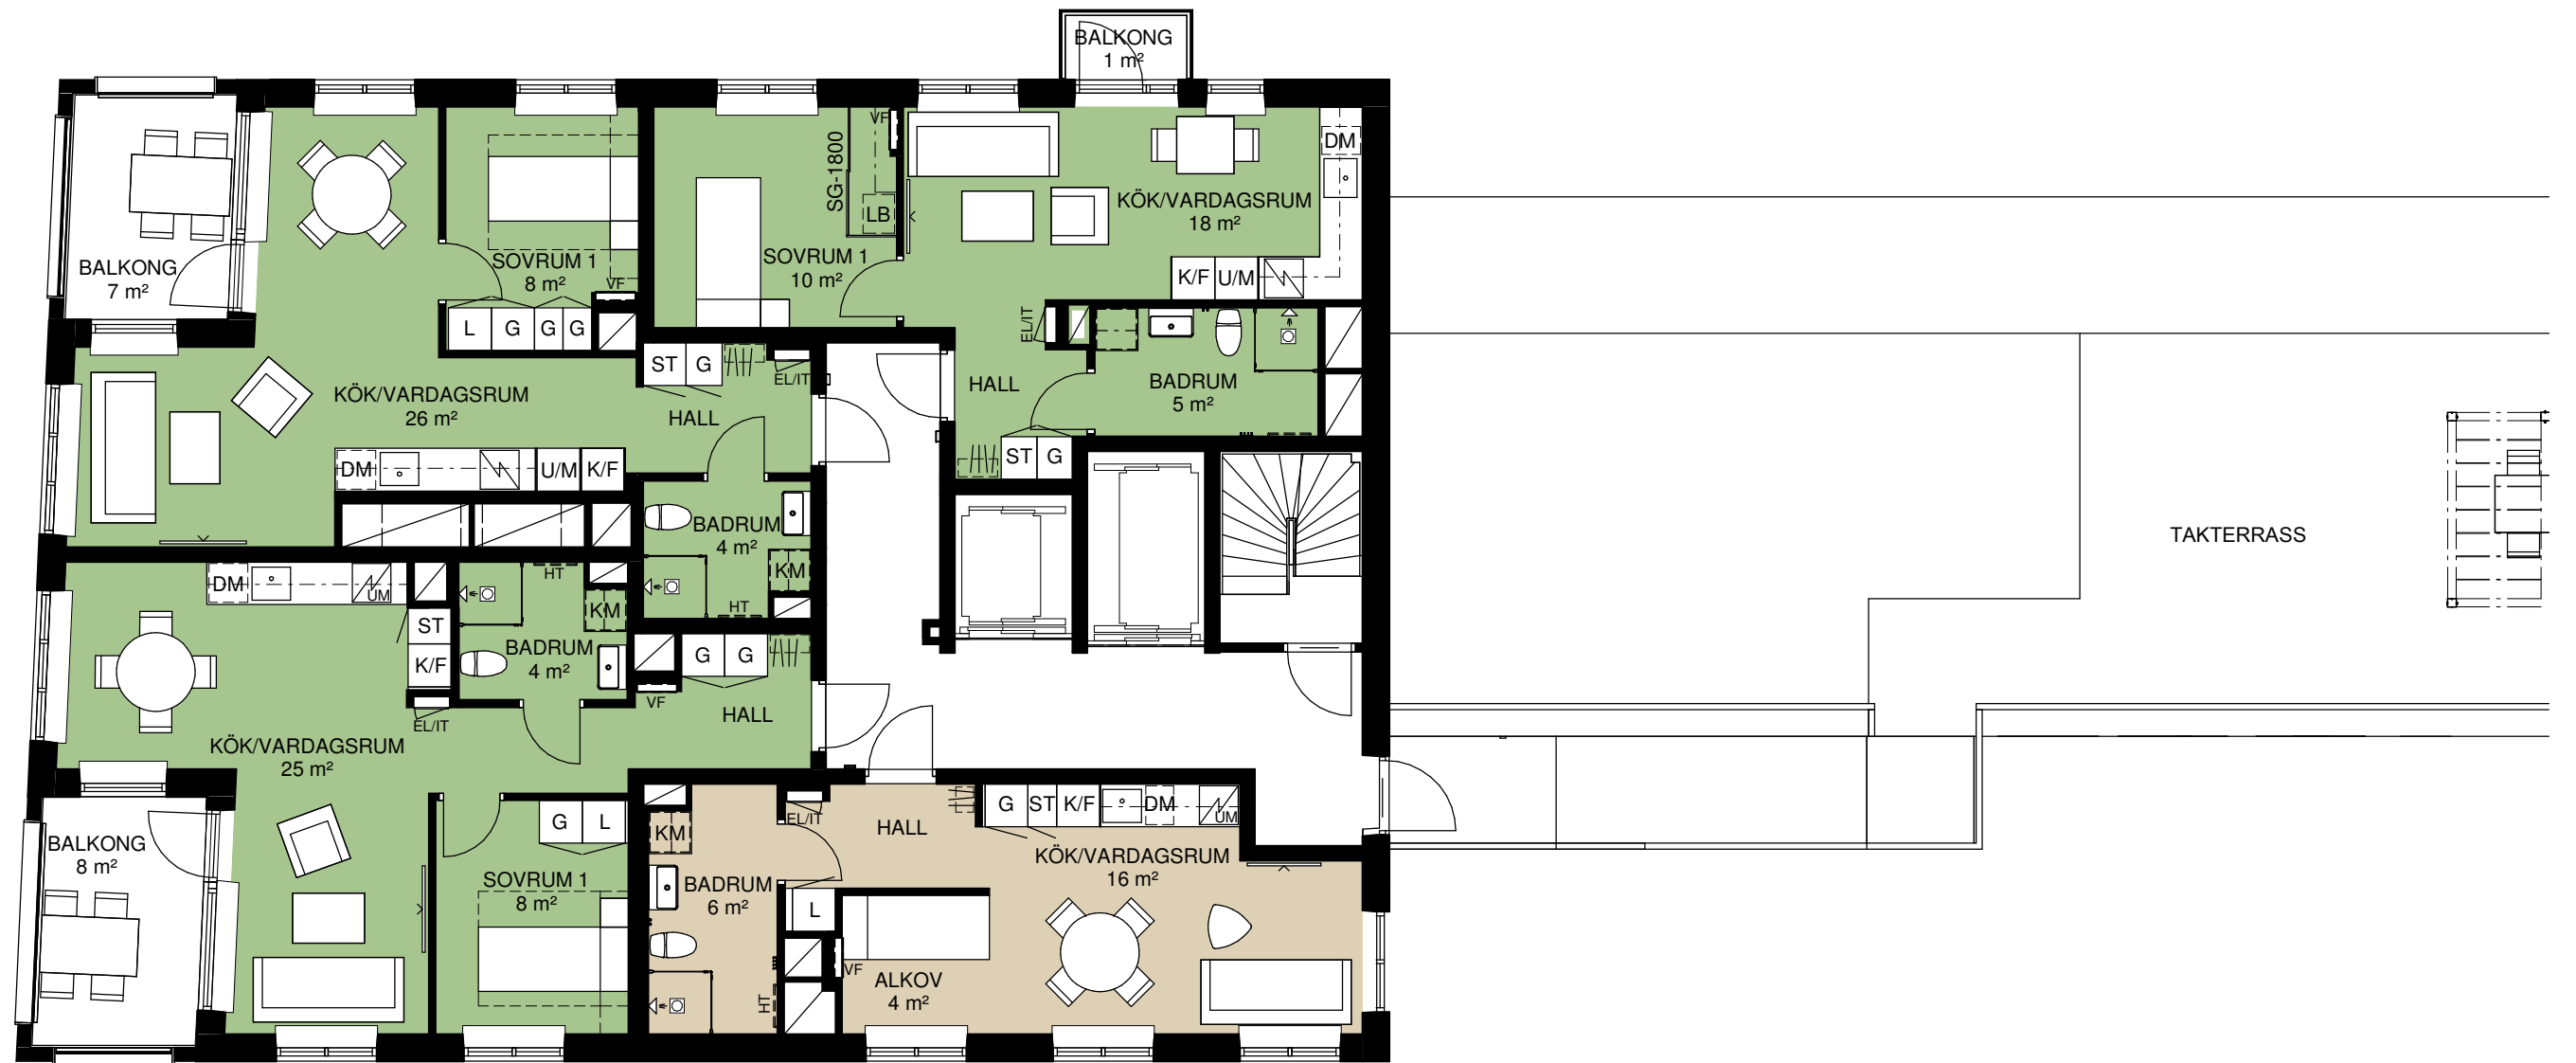 BALKONG
1 m²
BALKONG
7 m²
SOVRUM 1
8 m²
VF
L
G
G
G
SOVRUM 1
10 m²
SG-1800
VF
LB
KÖK/VARDAGSRUM
18 m²
DM
K/F
U/M
EL/IT
HALL
BADRUM
5 m²
ST
G
KÖK/VARDAGSRUM
26 m²
ST
G
EL/IT
HALL
DM
U/M
K/F
BADRUM
4 m²
KM
HT
TAKTERRASS
DM
UM
ST
K/F
EL/IT
HT
KM
BADRUM
4 m²
VF
G
G
HALL
KÖK/VARDAGSRUM
25 m²
BALKONG
8 m²
G
L
SOVRUM 1
8 m²
KM
EL/IT
BADRUM
6 m²
HT
HALL
G
ST
K/F
DM
UM
KÖK/VARDAGSRUM
16 m²
L
VF
ALKOV
4 m²